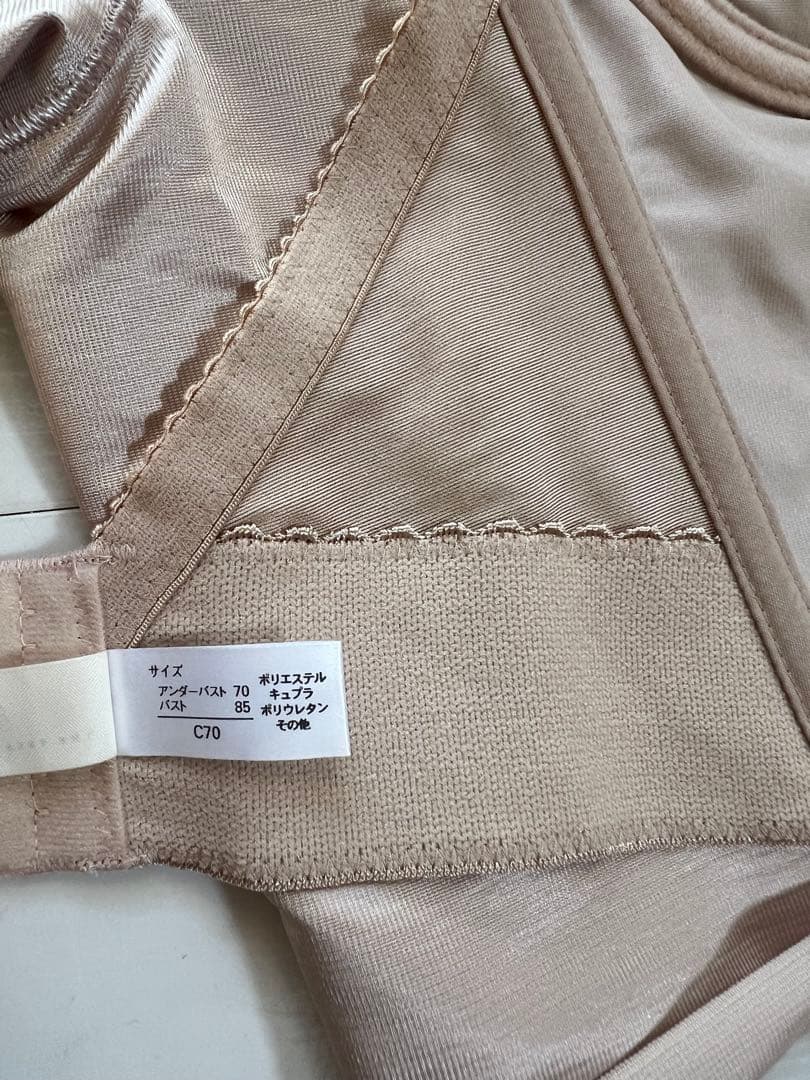 サイズ
アンダーバスト 70
バスト 85
C70
ポリエステル
キュプラ
ポリウレタン
その他